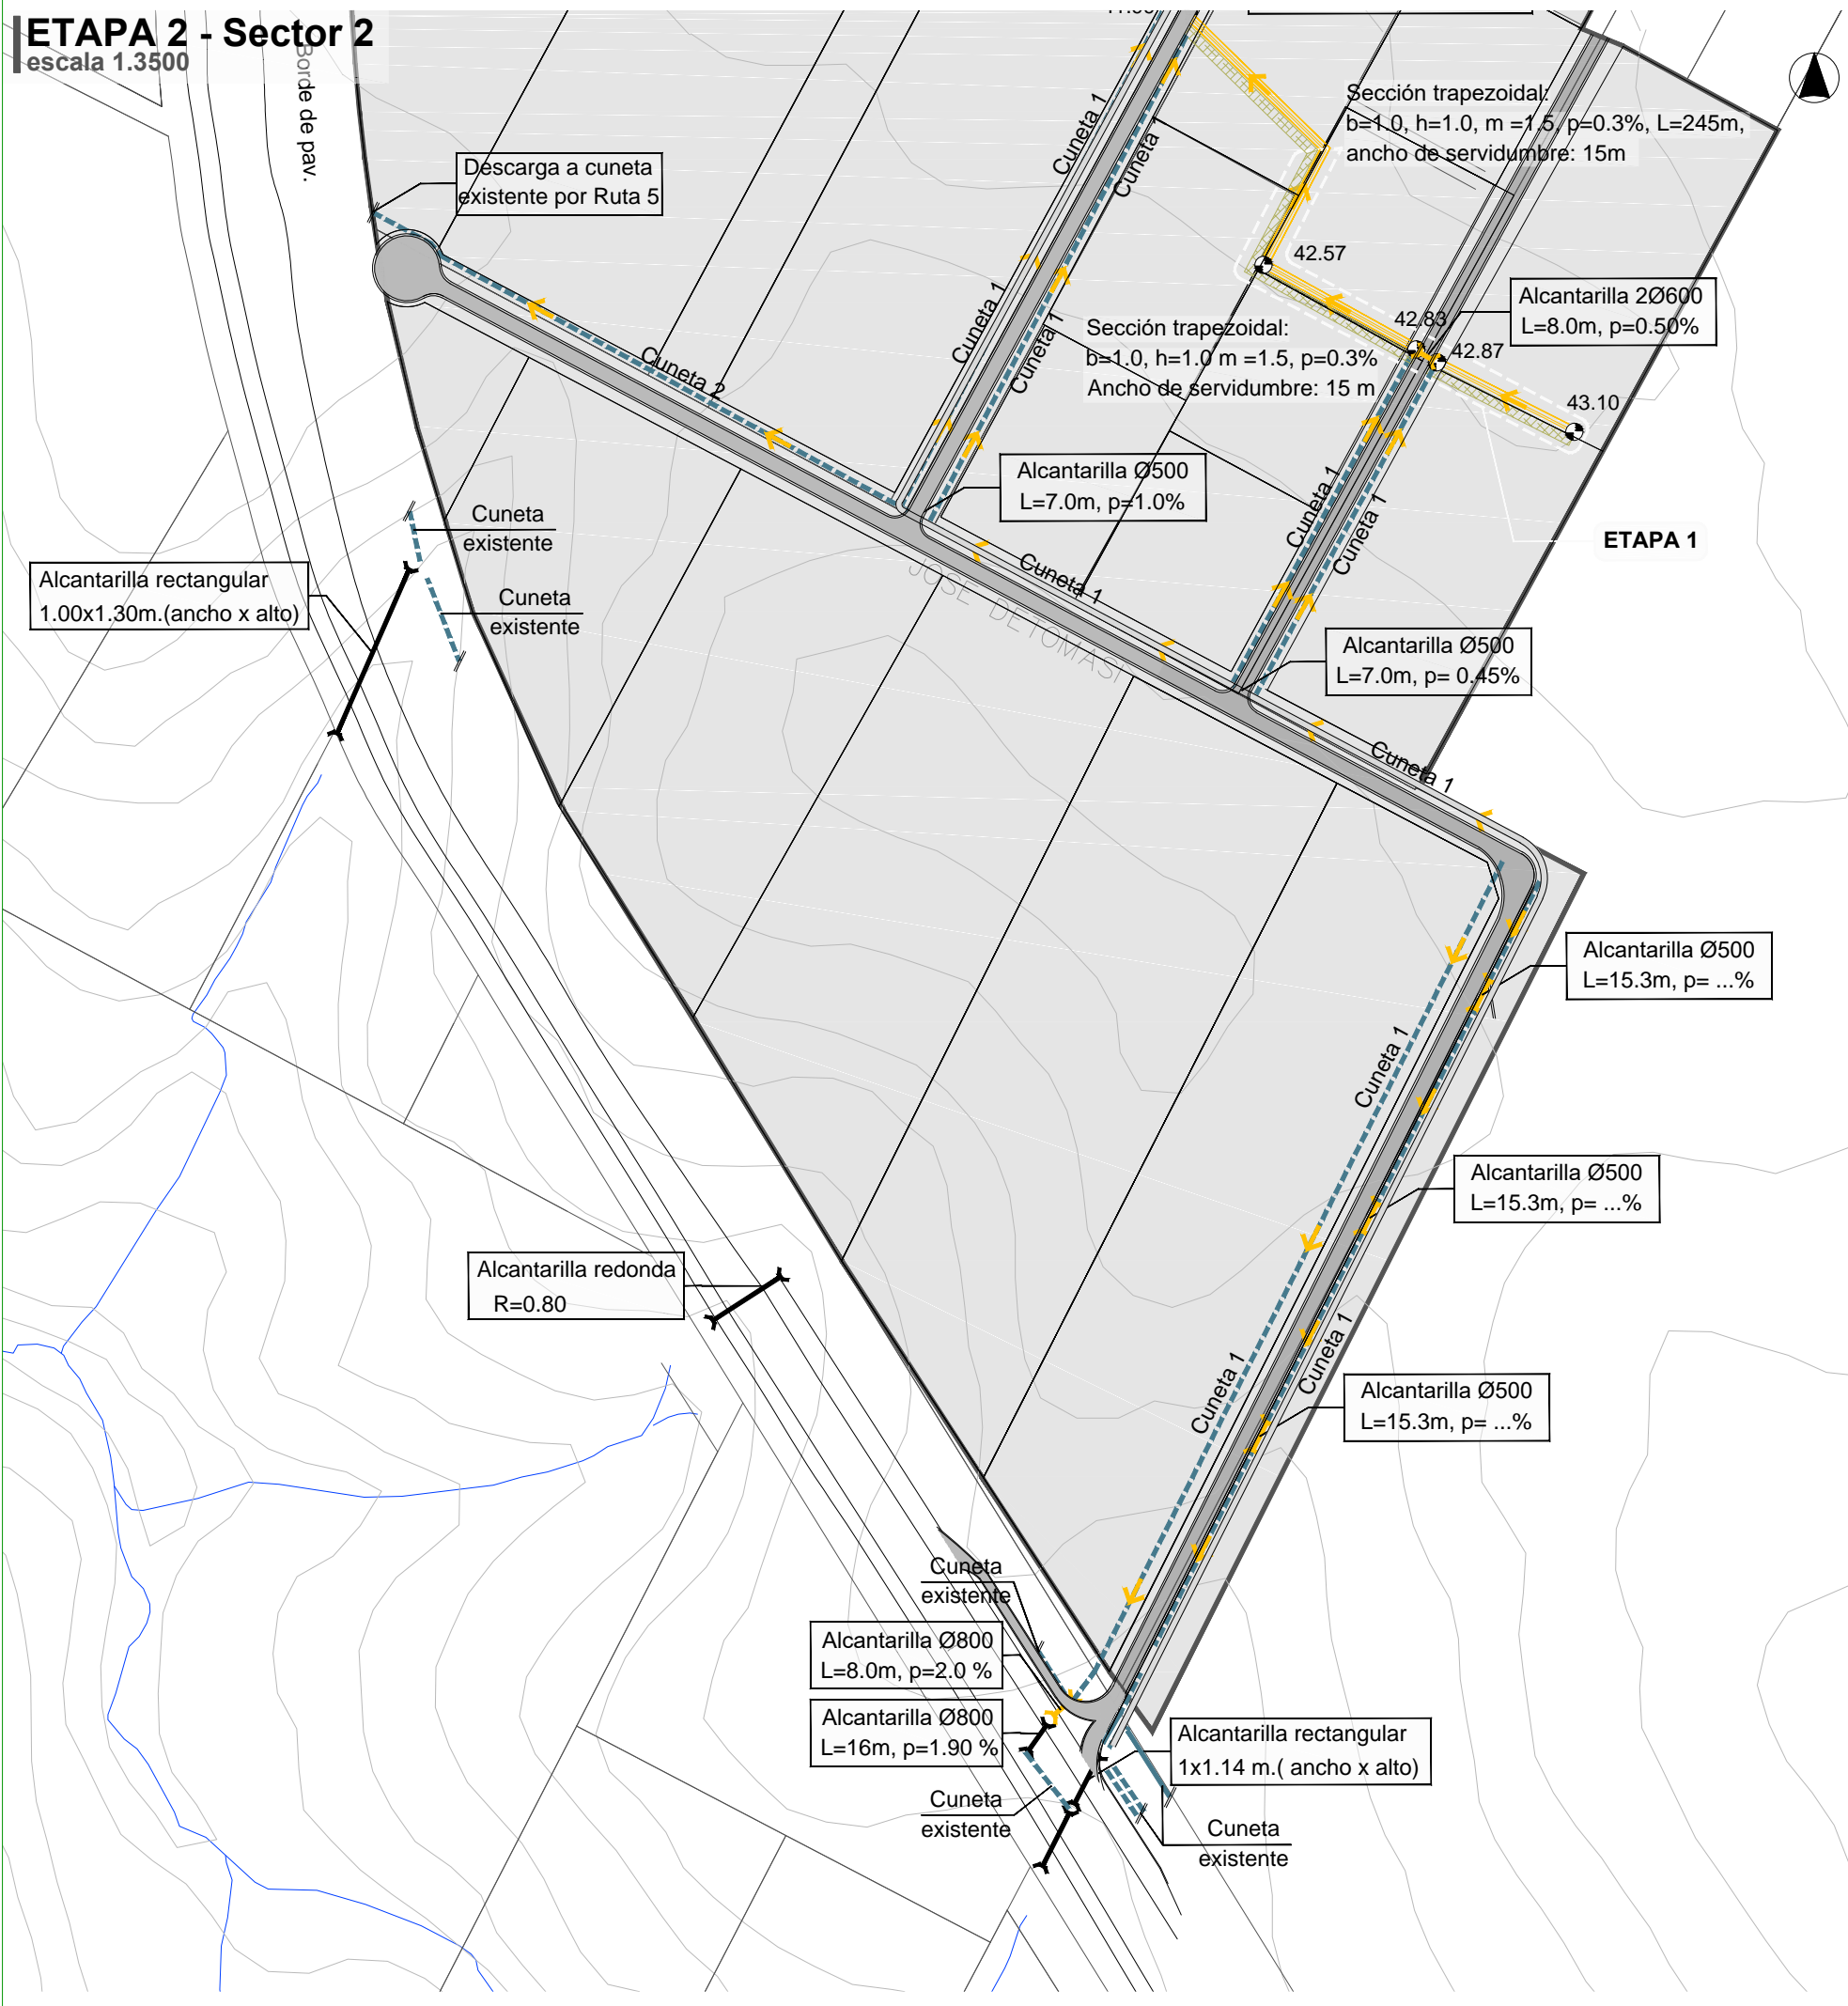 ETAPA 2 - Sector 2
escala 1.3500
Borde de pav.
Descarga a cuneta
existente por Ruta 5
Sección trapezoidal:
b=1.0, h=1.0, m =1.5, p=0.3%, L=245m,
ancho de servidumbre: 15m
Cuneta 1
Cuneta 1
42.57
Alcantarilla 2Ø600
L=8.0m, p=0.50%
42.83
42.87
43.10
Sección trapezoidal:
b=1.0, h=1.0 m =1.5, p=0.3%
Ancho de servidumbre: 15 m
Cuneta 1
Cuneta 1
Cuneta 2
Alcantarilla Ø500
L=7.0m, p=1.0%
Cuneta 1
Cuneta 1
ETAPA 1
Cuneta
existente
Cuneta
existente
Alcantarilla rectangular
1.00x1.30m.(ancho x alto)
Cuneta 1
JOSE DETOMASI
Alcantarilla Ø500
L=7.0m, p= 0.45%
Cuneta 1
Alcantarilla Ø500
L=15.3m, p= ...%
Cuneta 1
Alcantarilla Ø500
L=15.3m, p= ...%
Alcantarilla redonda
R=0.80
Cuneta 1
Cuneta 1
Alcantarilla Ø500
L=15.3m, p= ...%
Cuneta
existente
Alcantarilla Ø800
L=8.0m, p=2.0 %
Alcantarilla Ø800
L=16m, p=1.90 %
Alcantarilla rectangular
1x1.14 m.( ancho x alto)
Cuneta
existente
Cuneta
existente